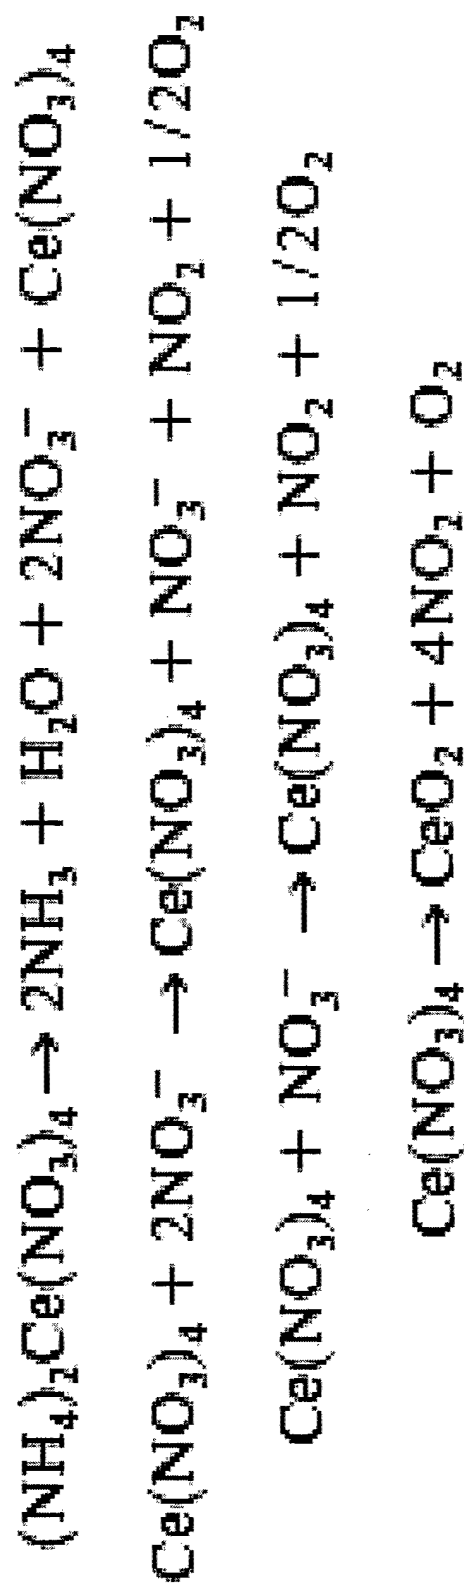 (NH₄)₂Ce(NO₃)₄ → 2NH₃ + H₂O + 2NO₃⁻ + Ce(NO₃)₄
Ce(NO₃)₄ + 2NO₃⁻ → Ce(NO₃)₄ + NO₃⁻ + NO₂ + 1/2O₂
Ce(NO₃)₄ + NO₃⁻ → Ce(NO₃)₄ + NO₂ + 1/2O₂
Ce(NO₃)₄ → CeO₂ + 4NO₂ + O₂